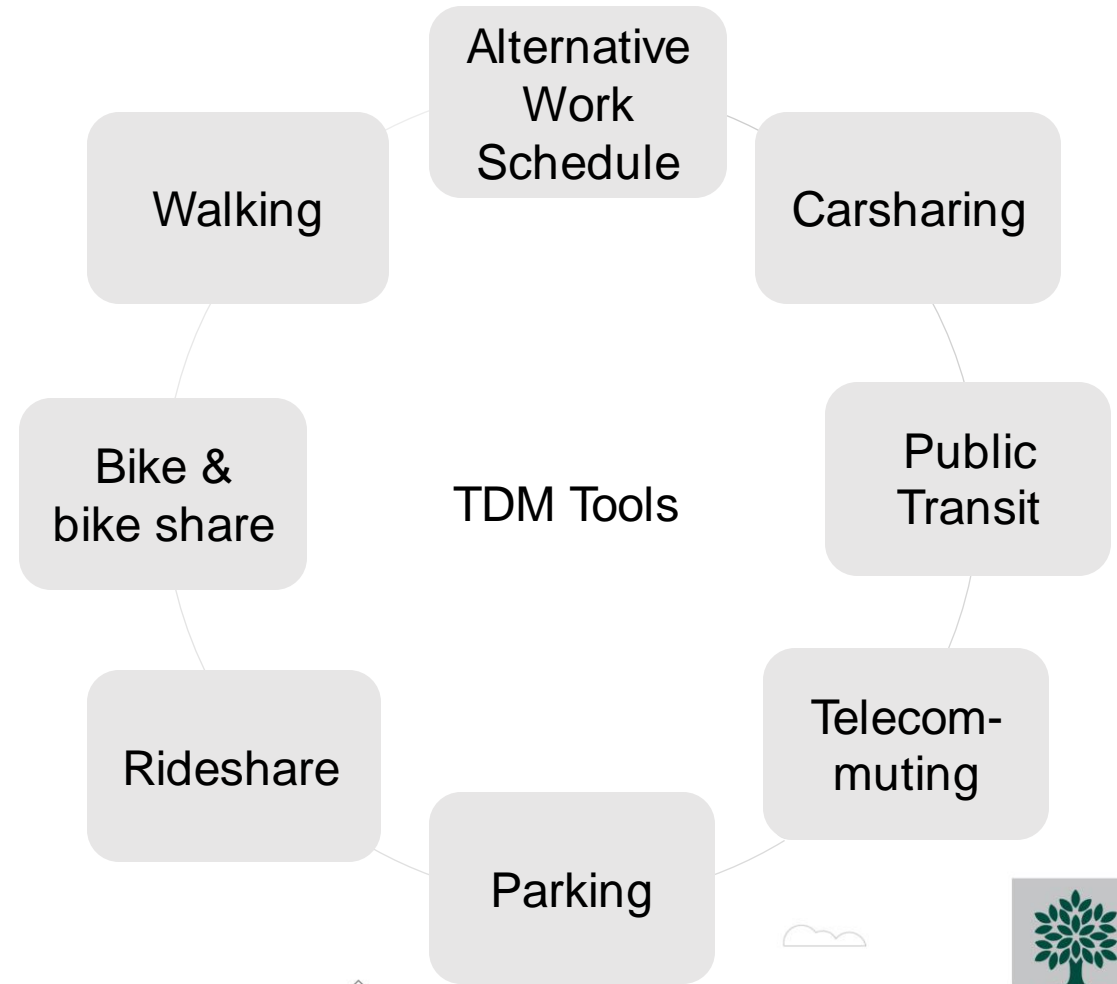 Alternative
Work
Schedule
Walking
Carsharing
Bike &
bike share
TDM Tools
Public
Transit
Telecom-
muting
Rideshare
Parking